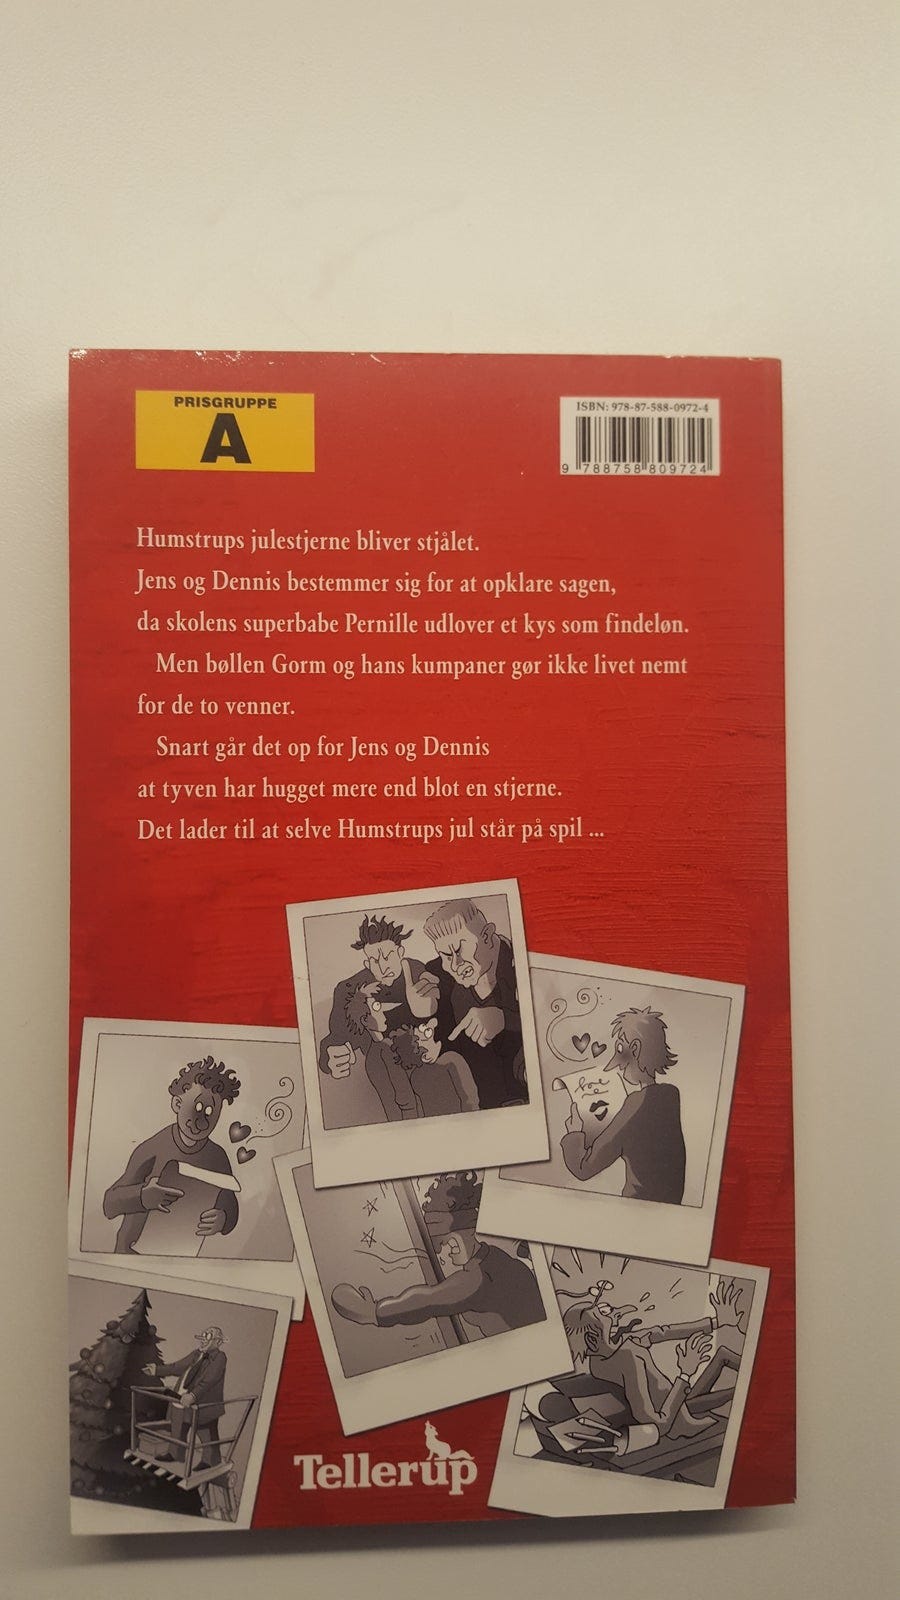 PRISGRUPPE
A
ISBN: 978-87-588-0972-4
9 788758 809724
Humstrups julestjerne bliver stjålet.
Jens og Dennis bestemmer sig for at opklare sagen,
da skolens superbabe Pernille udlover et kys som findeløn.
Men bøllen Gorm og hans kumpaner gør ikke livet nemt
for de to venner.
Snart går det op for Jens og Dennis
at tyven har hugget mere end blot en stjerne.
Det lader til at selve Humstrups jul står på spil ...
Tellerup